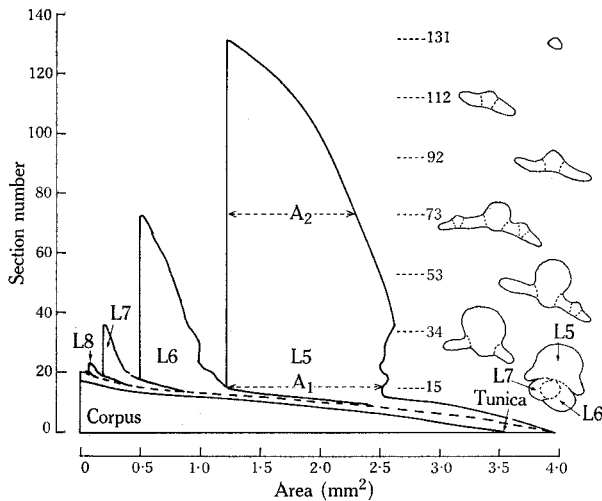 Section number
140
120
100
80
60
40
20
0
0
0·5
1·0
1·5
2·0
2·5
3·0
3·5
4·0
Area (mm²)
131
112
92
73
53
34
15
A₂
A₁
L8
L7
L6
L5
L5
L7
L6
Tunica
Corpus